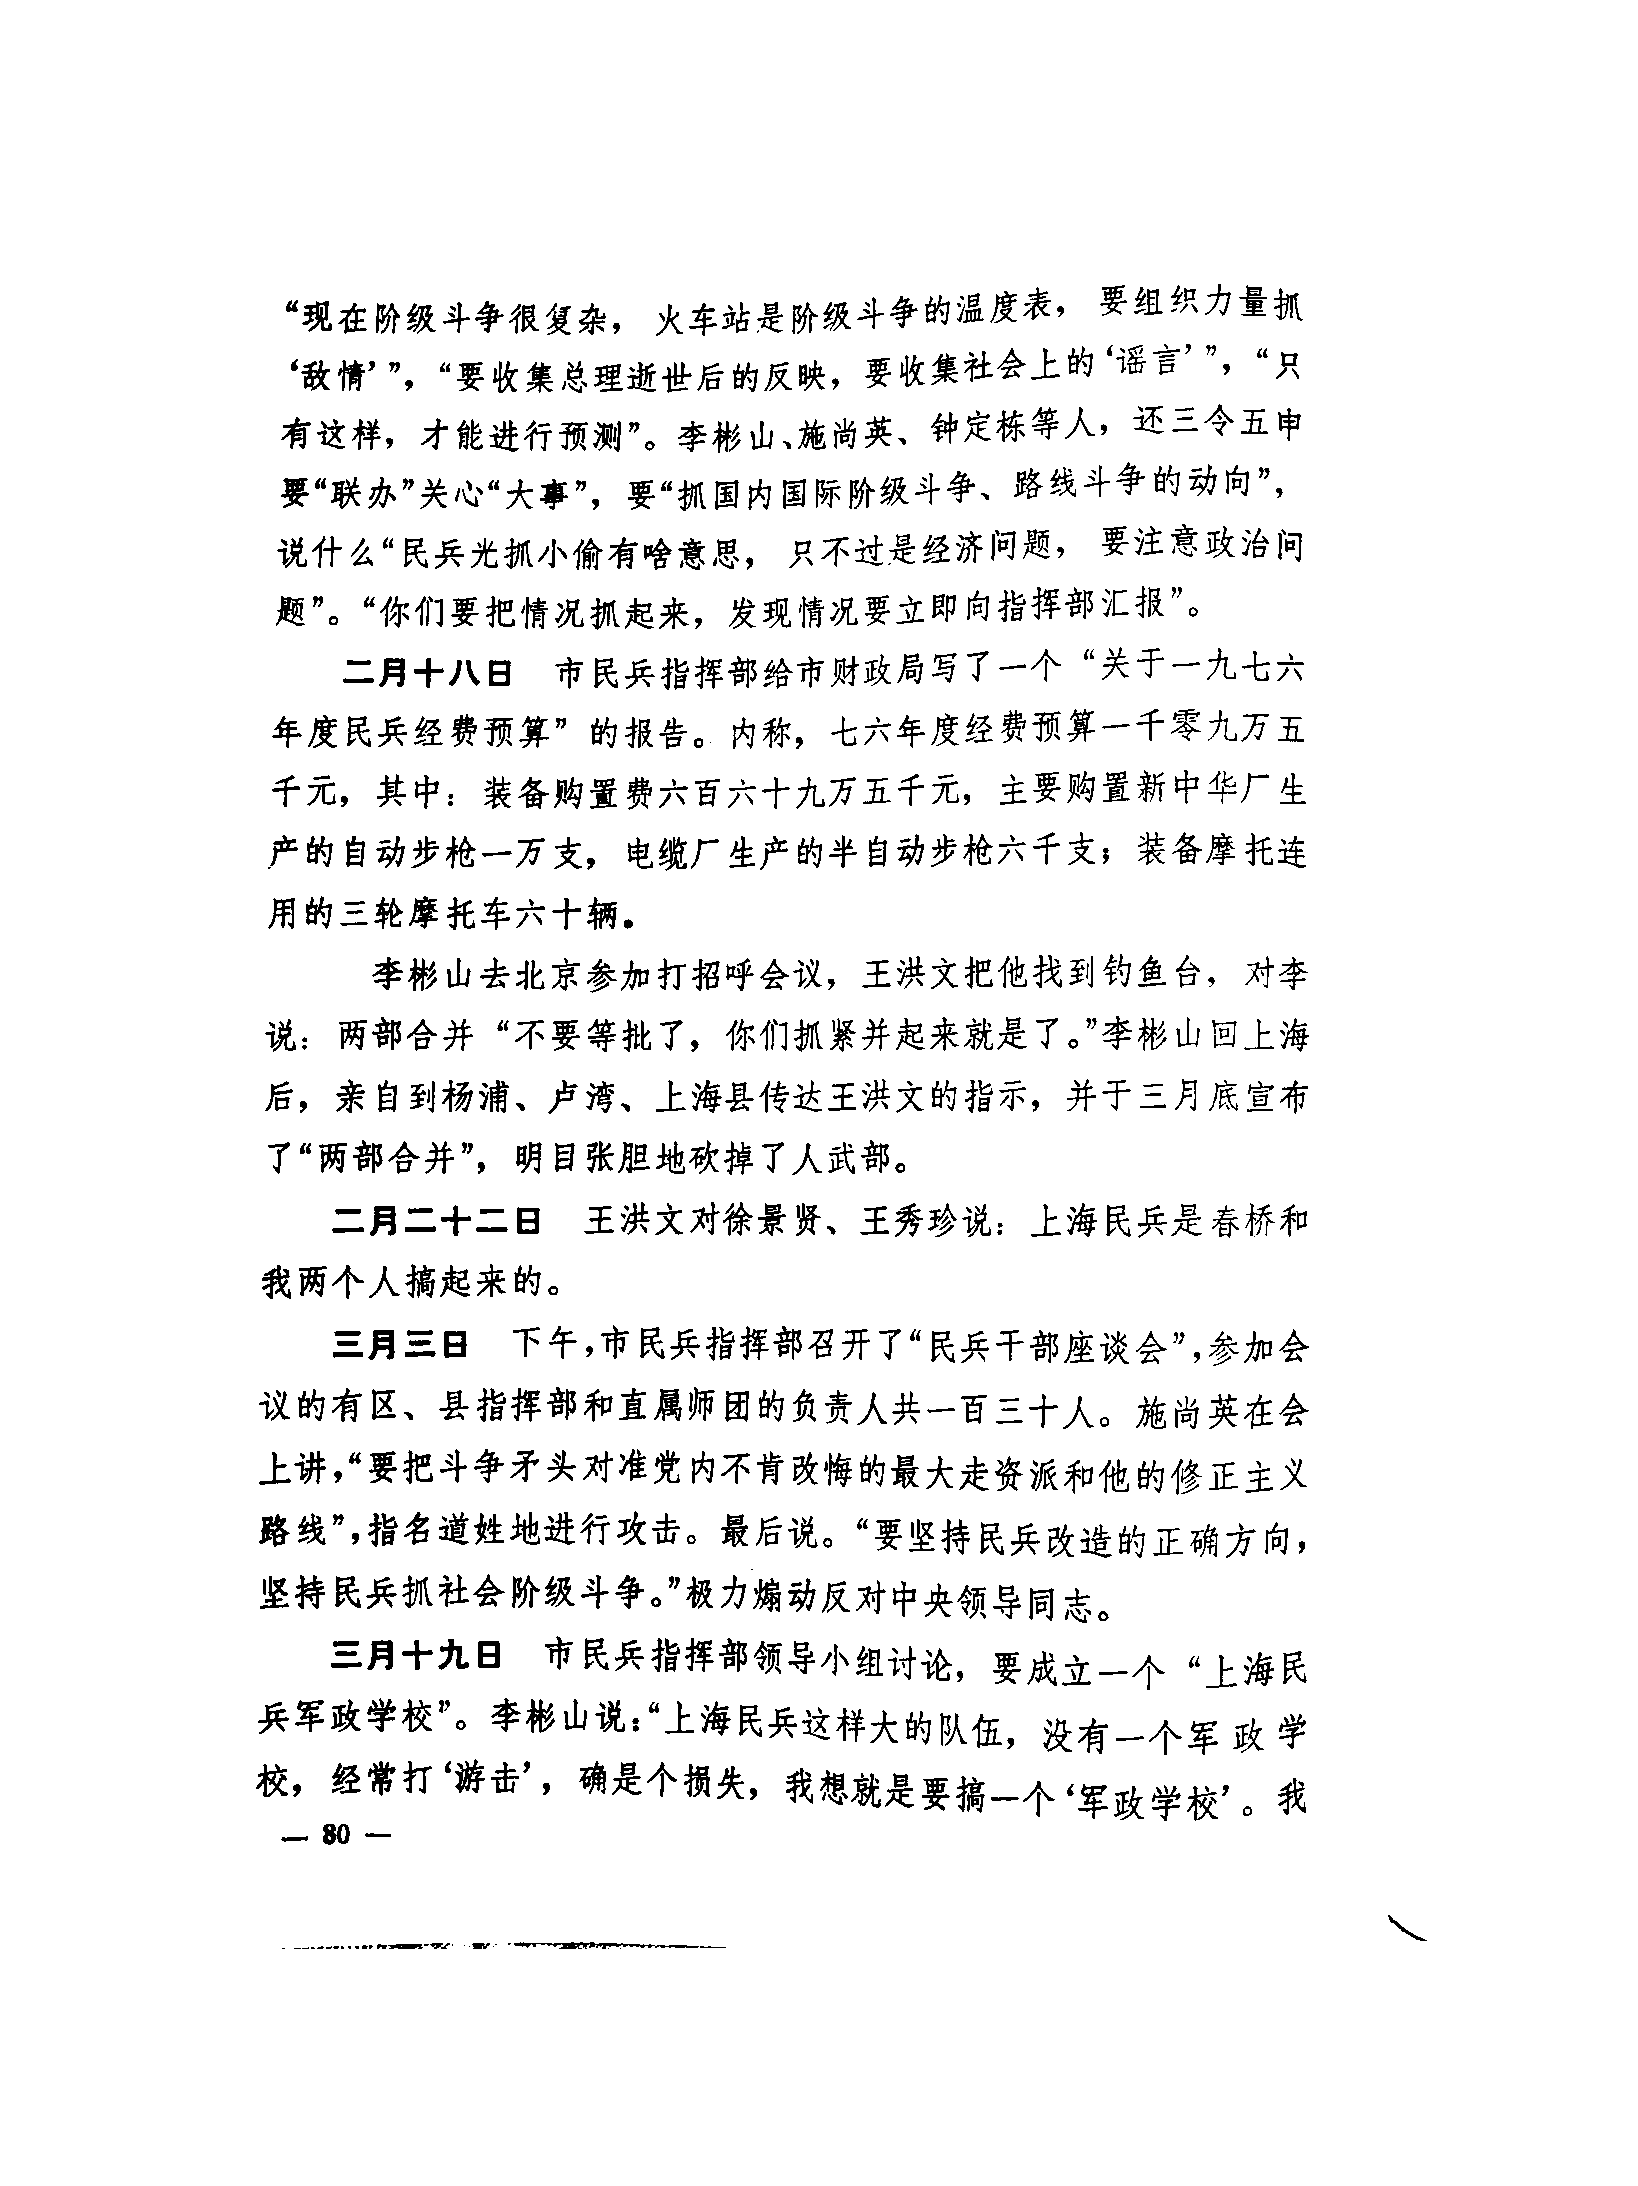 “现在阶级斗争很复杂， 火车站是阶级斗争的温度表， 要组织力量抓
‘敌情’”，“要收集总理逝世后的反映，要收集社会上的‘谣言’”，“只
有这样，才能进行预测”。李彬山、施尚英、钟定栋等人，还三令五申
要“联办”关心“大事”，要“抓国内国际阶级斗争、路线斗争的动向”，
说什么“民兵光抓小偷有啥意思， 只不过是经济问题， 要注意政治问
题”。“你们要把情况抓起来，发现情况要立即向指挥部汇报”。
二月十八日 市民兵指挥部给市财政局写了一个“关于一九七六
年度民兵经费预算”的报告。内称，七六年度经费预算一千零九万五
千元，其中：装备购置费六百六十九万五千元，主要购置新中华厂生
产的自动步枪一万支，电缆厂生产的半自动步枪六千支；装备摩托连
用的三轮摩托车六十辆。
李彬山去北京参加打招呼会议，王洪文把他找到钓鱼台，对李
说：两部合并“不要等批了，你们抓紧并起来就是了。”李彬山回上海
后，亲自到杨浦、卢湾、上海县传达王洪文的指示，并于三月底宣布
了“两部合并”，明目张胆地砍掉了人武部。
二月二十二日 王洪文对徐景贤、王秀珍说：上海民兵是春桥和
我两个人搞起来的。
三月三日 下午，市民兵指挥部召开了“民兵干部座谈会”，参加会
议的有区、县指挥部和直属师团的负责人共一百三十人。施尚英在会
上讲，“要把斗争矛头对准党内不肯改悔的最大走资派和他的修正主义
路线”，指名道姓地进行攻击。最后说。“要坚持民兵改造的正确方向，
坚持民兵抓社会阶级斗争。”极力煽动反对中央领导同志。
三月十九日 市民兵指挥部领导小组讨论，要成立一个“上海民
兵军政学校”。李彬山说：“上海民兵这样大的队伍，没有一个军政学
校，经常打‘游击’，确是个损失，我想就是要搞一个‘军政学校’。我
— 80 —